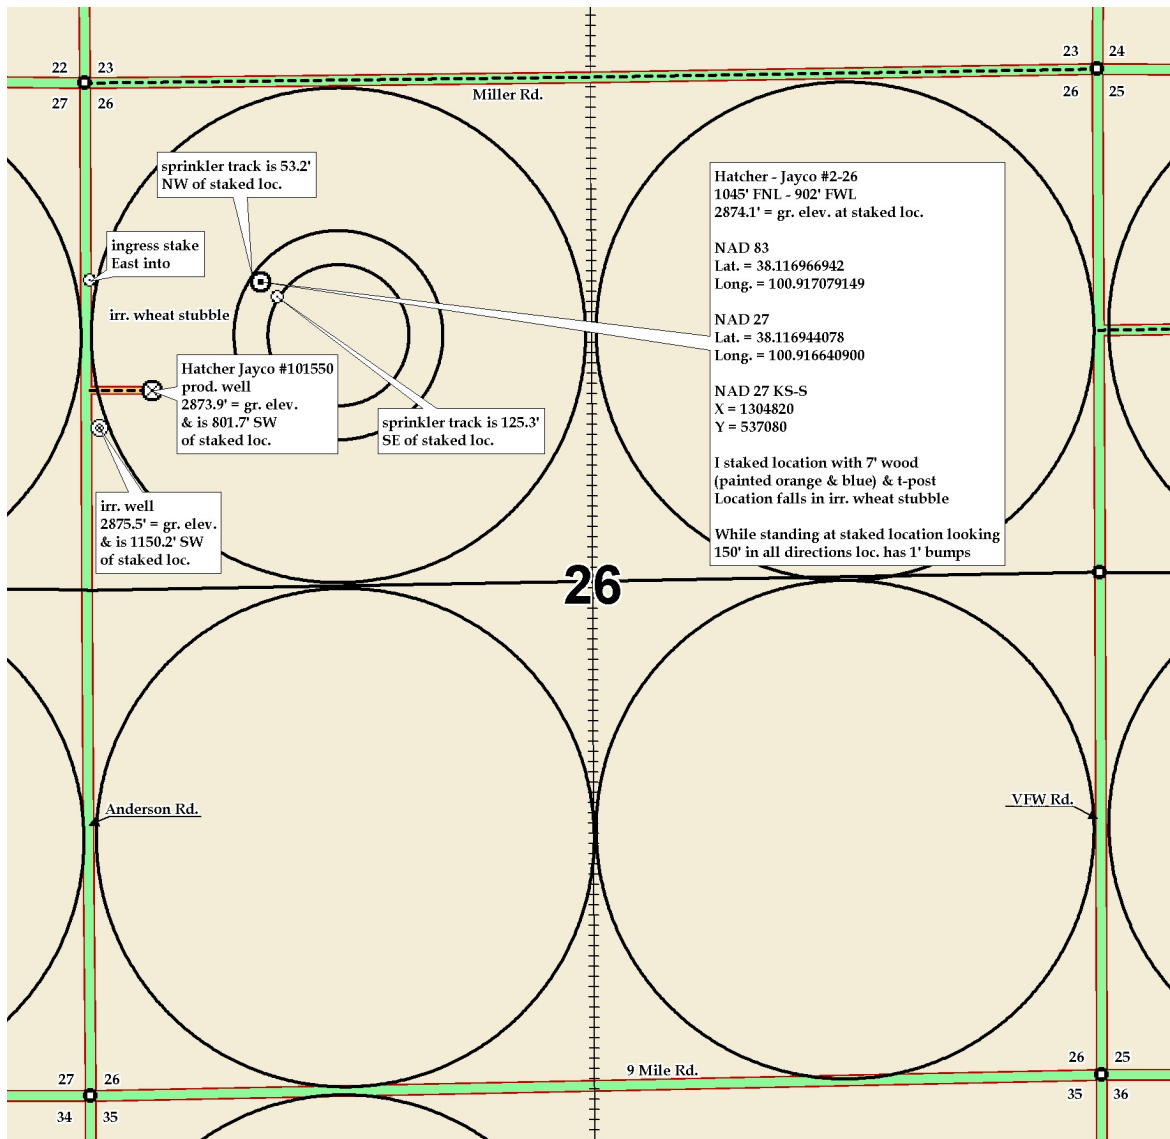 22 23
23 24
27 26
26 25
Miller Rd.
sprinkler track is 53.2'
NW of staked loc.
Hatcher - Jayco #2-26
1045' FNL - 902' FWL
2874.1' = gr. elev. at staked loc.
NAD 83
Lat. = 38.116966942
Long. = 100.917079149
NAD 27
Lat. = 38.116944078
Long. = 100.916640900
NAD 27 KS-S
X = 1304820
Y = 537080
I staked location with 7' wood
(painted orange & blue) & t-post
Location falls in irr. wheat stubble
While standing at staked location looking
150' in all directions loc. has 1' bumps
ingress stake
East into
irr. wheat stubble
Hatcher Jayco #101550
prod. well
2873.9' = gr. elev.
& is 801.7' SW
of staked loc.
sprinkler track is 125.3'
SE of staked loc.
irr. well
2875.5' = gr. elev.
& is 1150.2' SW
of staked loc.
26
Anderson Rd.
VFW Rd.
9 Mile Rd.
27 26
26 25
34 35
35 36